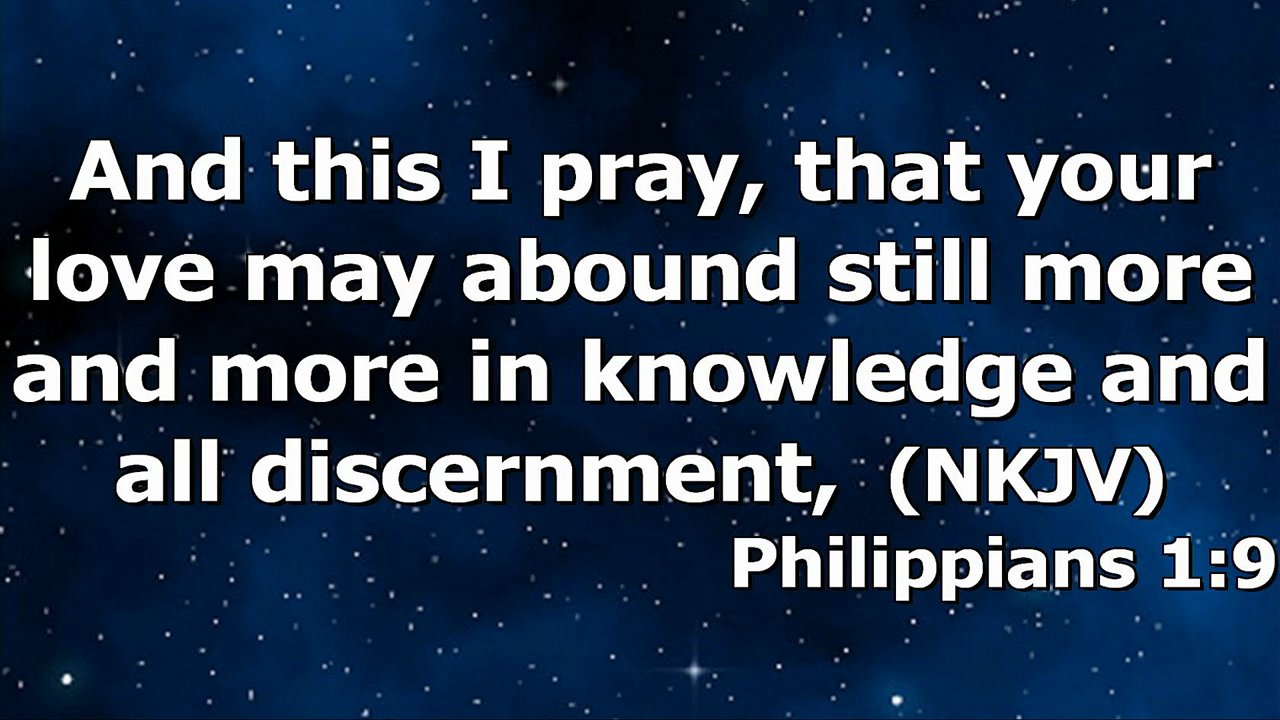 And this I pray, that your
love may abound still more
and more in knowledge and
all discernment,  (NKJV)
Philippians 1:9